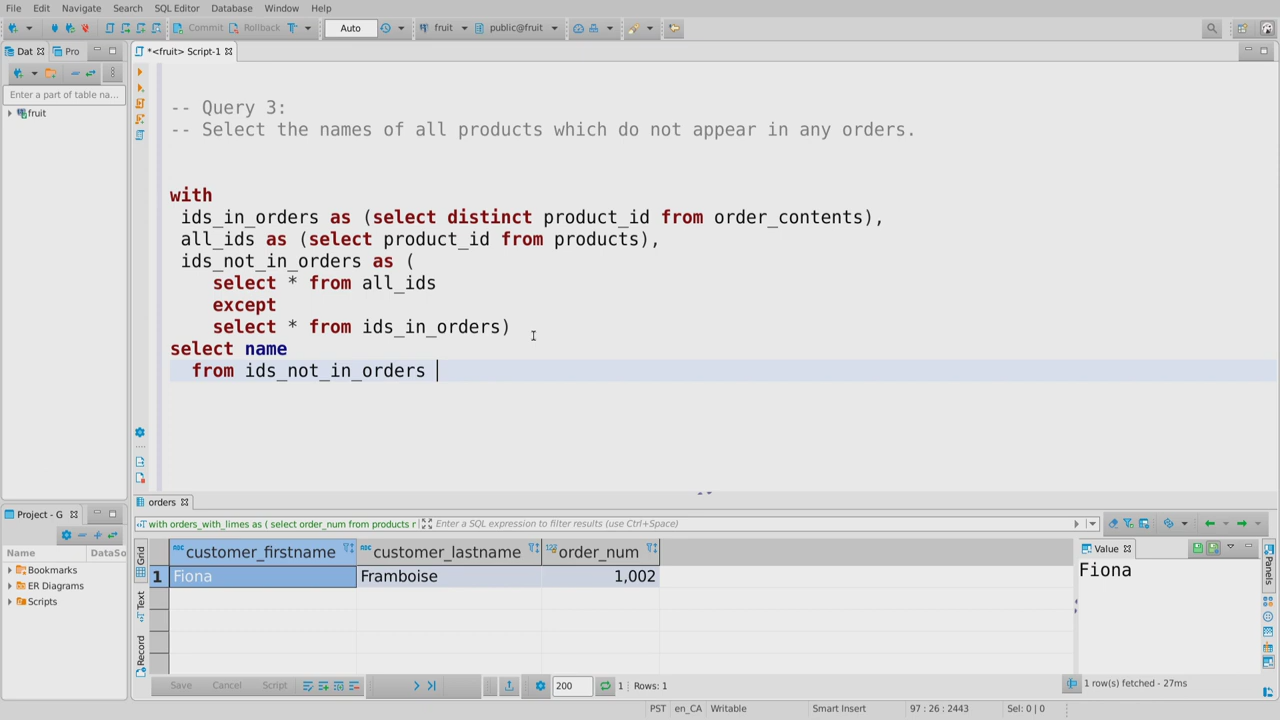 File Edit Navigate Search SQL Editor Database Window Help
Commit Rollback Auto fruit public@fruit
Dat Pro *<fruit> Script-1
Enter a part of table na...
fruit
-- Query 3:
-- Select the names of all products which do not appear in any orders.
with
ids_in_orders as (select distinct product_id from order_contents),
all_ids as (select product_id from products),
ids_not_in_orders as (
select * from all_ids
except
select * from ids_in_orders)
select name
from ids_not_in_orders
Project - G
Name DataSo
Bookmarks
ER Diagrams
Scripts
orders
with orders_with_limes as ( select order_num from products r Enter a SQL expression to filter results (use Ctrl+Space)
Grid
Text
Record
customer_firstname customer_lastname order_num
1 Fiona Framboise 1,002
Value
Fiona
Panels
Save Cancel Script 200 1 Rows: 1
1 row(s) fetched - 27ms
PST en_CA Writable Smart Insert 97 : 26 : 2443 Sel: 0 | 0